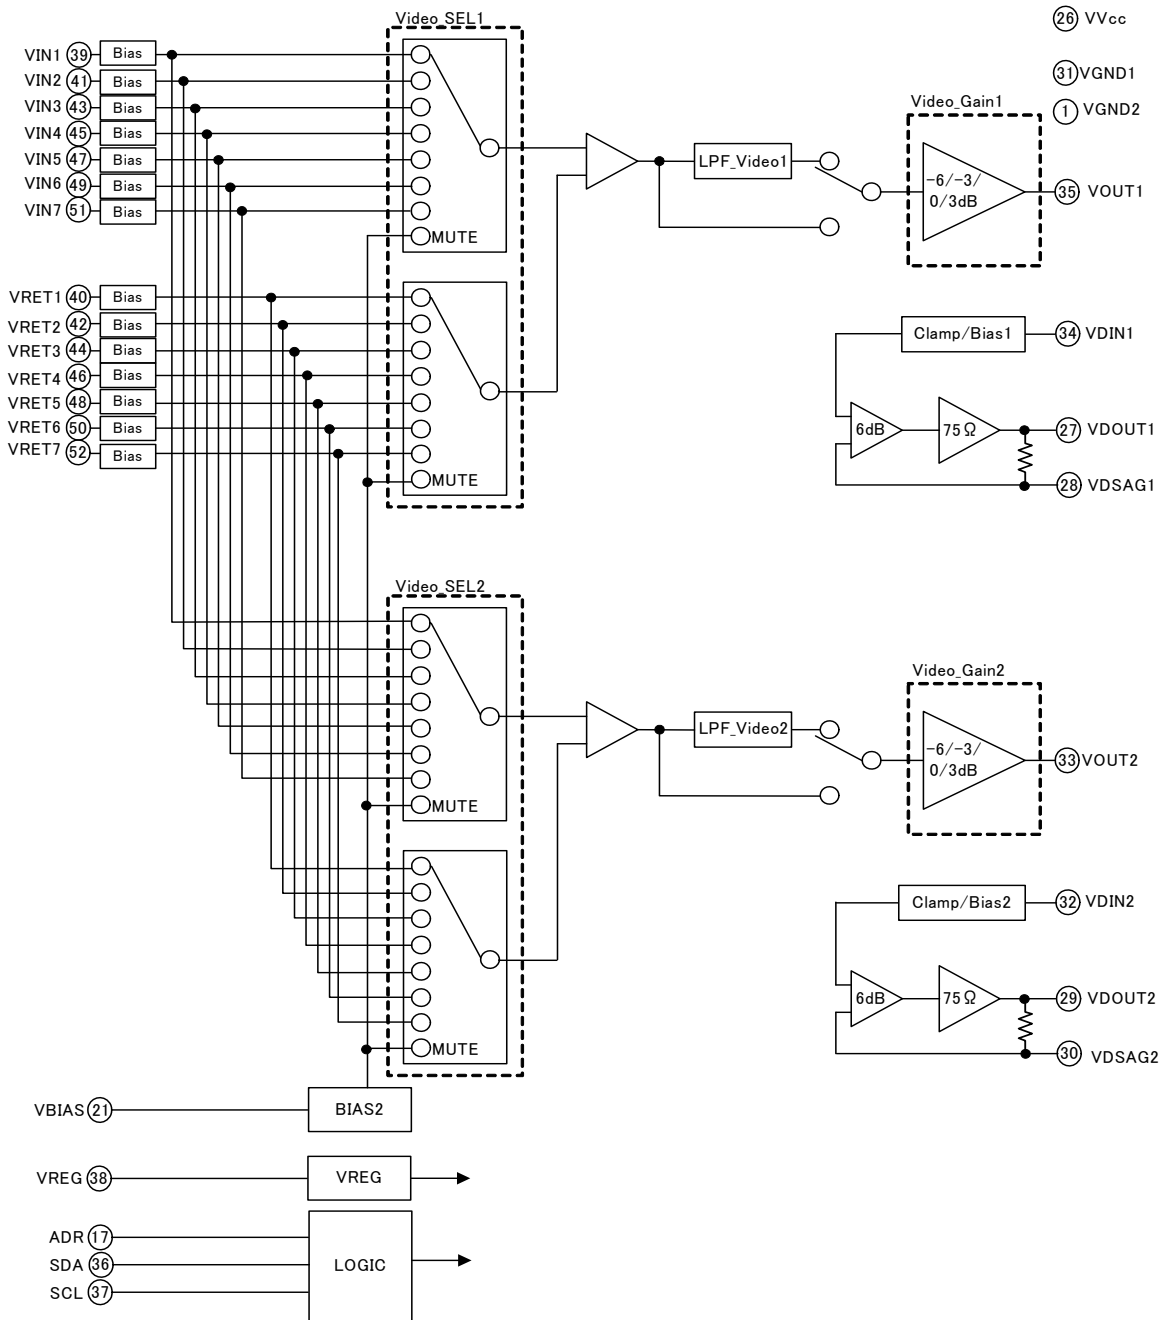 Video_SEL1
26 VVcc
VIN1 39 Bias
VIN2 41 Bias
VIN3 43 Bias
VIN4 45 Bias
VIN5 47 Bias
VIN6 49 Bias
VIN7 51 Bias
MUTE
31 VGND1
1 VGND2
Video_Gain1
LPF_Video1
-6/-3/
0/3dB
35 VOUT1
VRET1 40 Bias
VRET2 42 Bias
VRET3 44 Bias
VRET4 46 Bias
VRET5 48 Bias
VRET6 50 Bias
VRET7 52 Bias
MUTE
Clamp/Bias1 34 VDIN1
6dB 75Ω 27 VDOUT1
28 VDSAG1
Video_SEL2
MUTE
Video_Gain2
LPF_Video2
-6/-3/
0/3dB
33 VOUT2
MUTE
Clamp/Bias2 32 VDIN2
6dB 75Ω 29 VDOUT2
30 VDSAG2
VBIAS 21 BIAS2
VREG 38 VREG
ADR 17
SDA 36 LOGIC
SCL 37